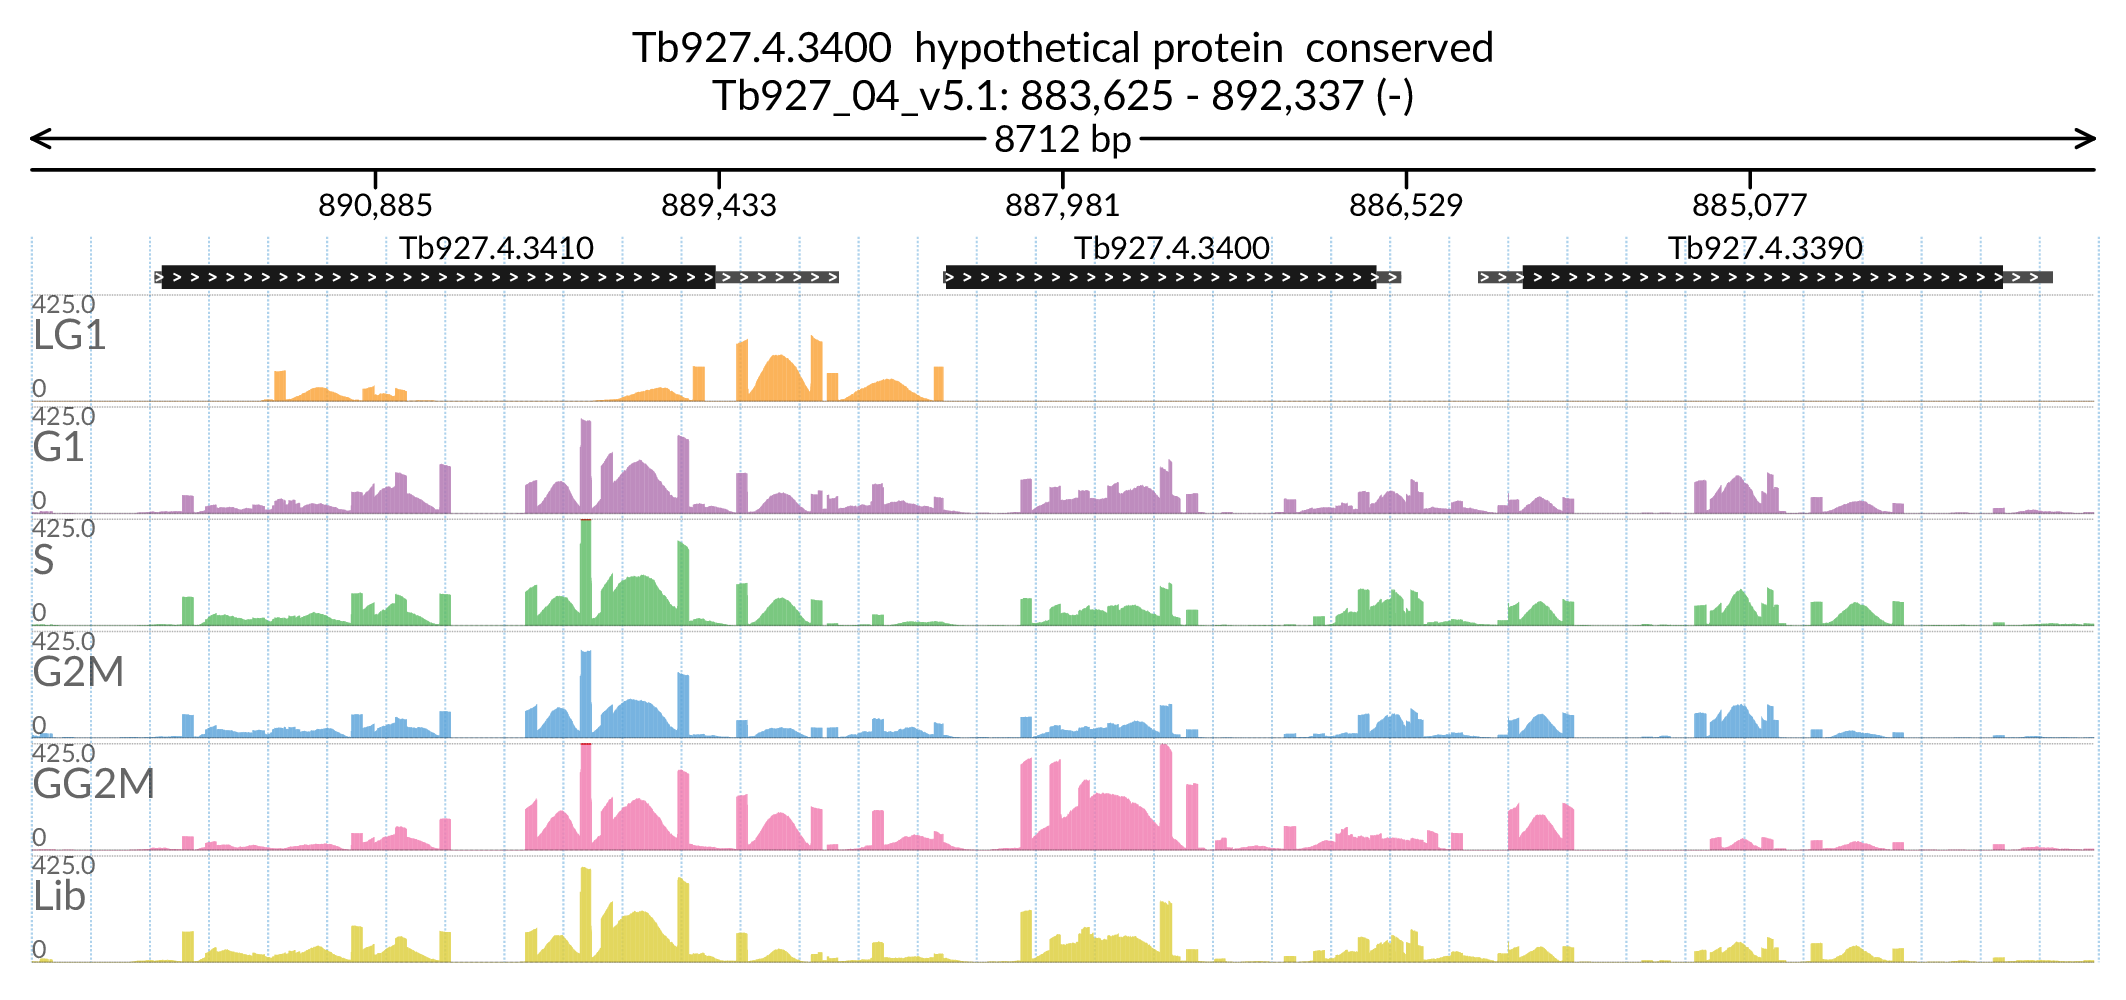 Tb927.4.3400 hypothetical protein conserved
Tb927_04_v5.1: 883,625 - 892,337 (-)
8712 bp
890,885 889,433 887,981 886,529 885,077
Tb927.4.3410 Tb927.4.3400 Tb927.4.3390
425.0
LG1
0
425.0
G1
0
425.0
S
0
425.0
G2M
0
425.0
GG2M
0
425.0
Lib
0